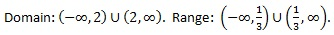 Domain: (−∞, 2) ∪ (2, ∞). Range: (−∞, 1/3) ∪ (1/3, ∞).